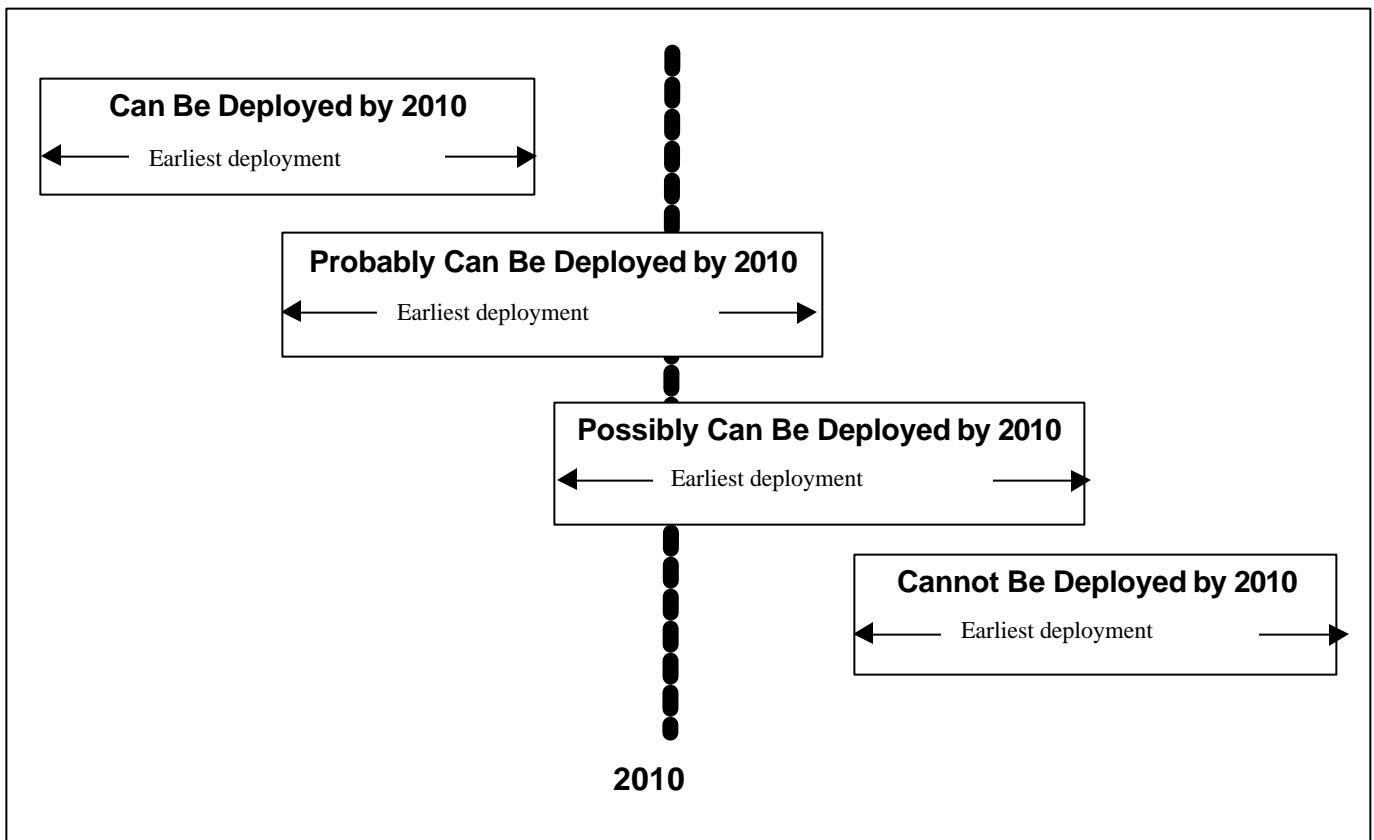 Can Be Deployed by 2010
Earliest deployment
Probably Can Be Deployed by 2010
Earliest deployment
Possibly Can Be Deployed by 2010
Earliest deployment
Cannot Be Deployed by 2010
Earliest deployment
2010